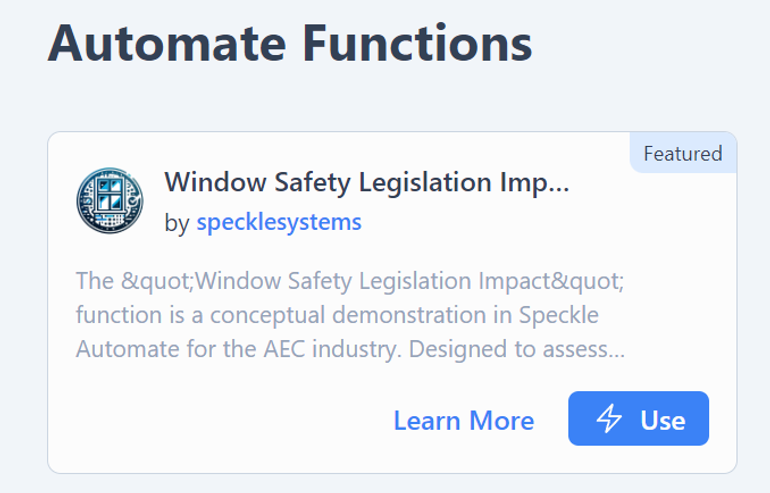 Automate Functions
Featured
Window Safety Legislation Imp...
by specklesystems
The &quot;Window Safety Legislation Impact&quot;
function is a conceptual demonstration in Speckle
Automate for the AEC industry. Designed to assess...
Learn More
Use